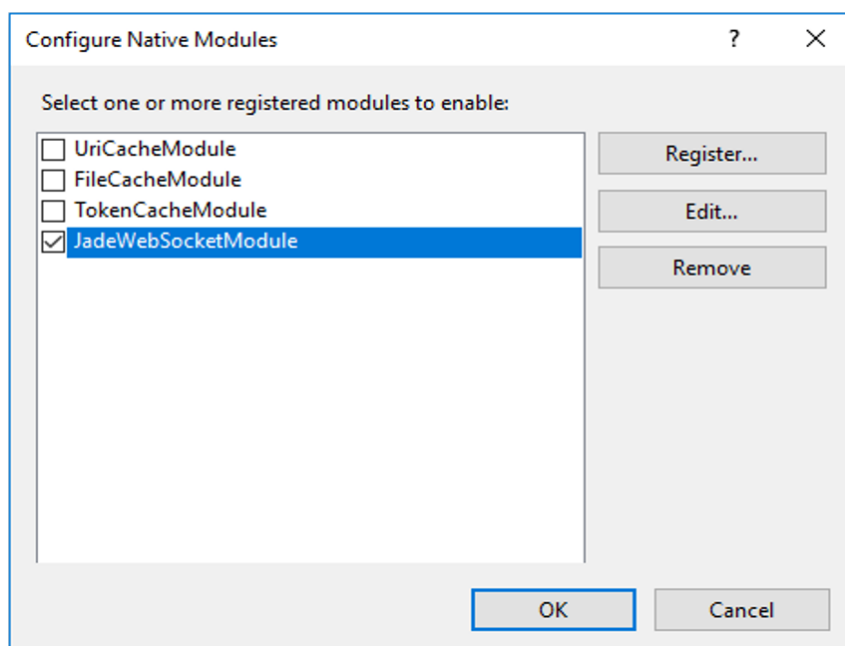 Configure Native Modules
?
Select one or more registered modules to enable:
UriCacheModule
FileCacheModule
TokenCacheModule
JadeWebSocketModule
Register...
Edit...
Remove
OK
Cancel